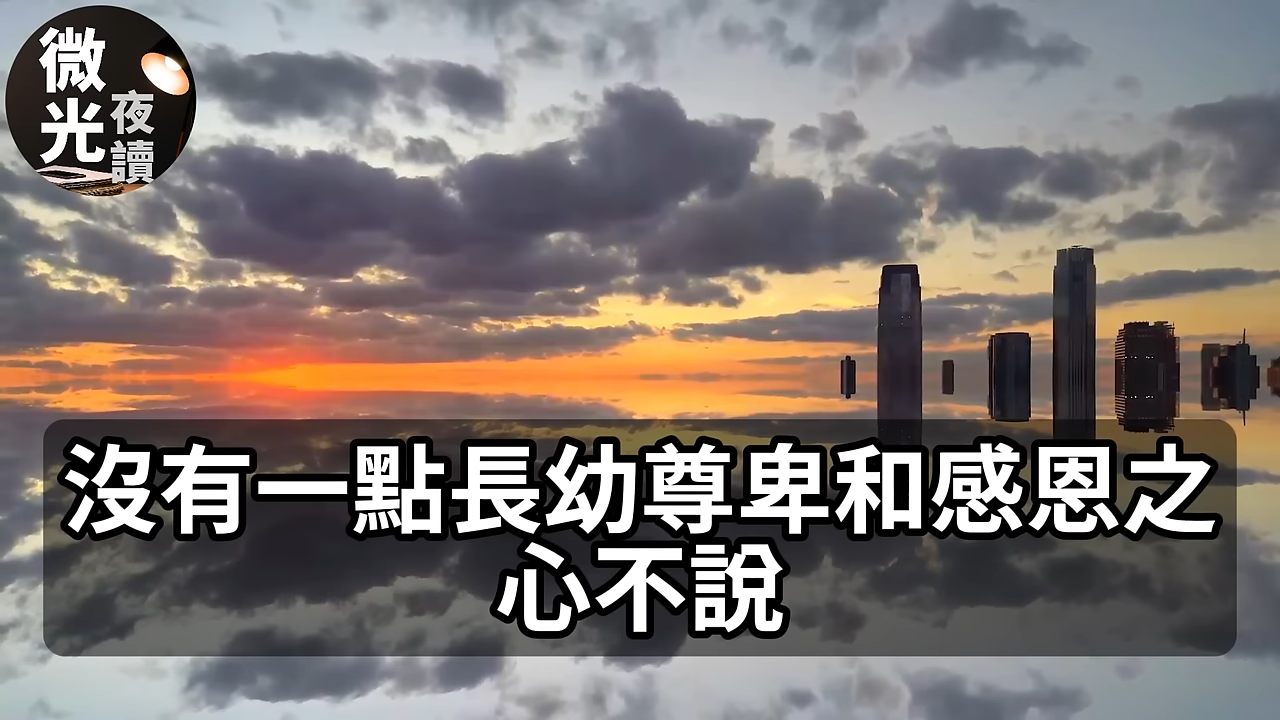 微光
夜讀
沒有一點長幼尊卑和感恩之
心不說